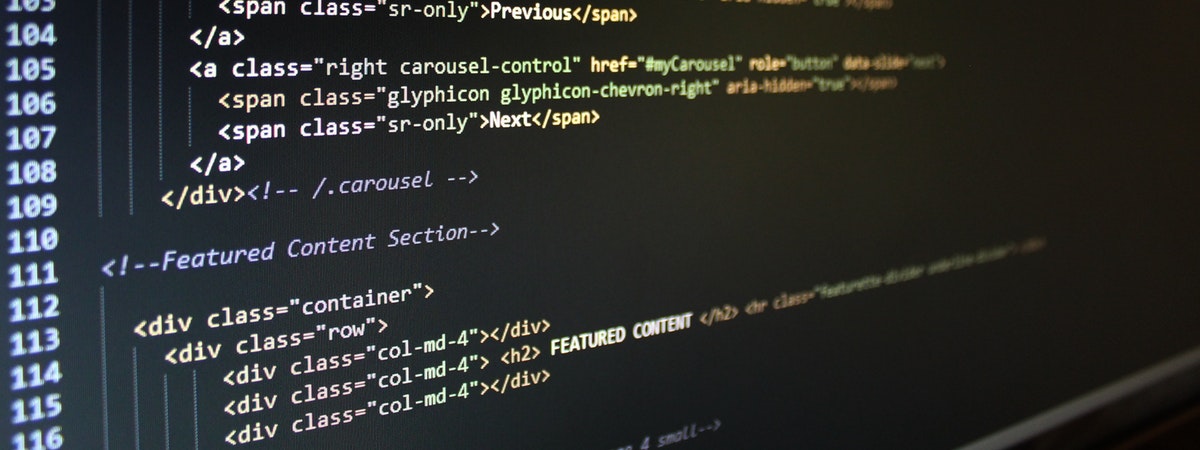 103 <span class="sr-only">Previous</span>
104 </a>
105 <a class="right carousel-control" href="#myCarousel" role="button" data-slide="next">
106 <span class="glyphicon glyphicon-chevron-right" aria-hidden="true"></span>
107 <span class="sr-only">Next</span>
108 </a>
109 </div><!-- /.carousel -->
110
111 <!--Featured Content Section-->
112
113 <div class="container">
114 <div class="row">
115 <div class="col-md-4"></div>
116 <div class="col-md-4"> <h2> FEATURED CONTENT </h2> <hr class="featurette-divider
<div class="col-md-4"></div>
4 small-->